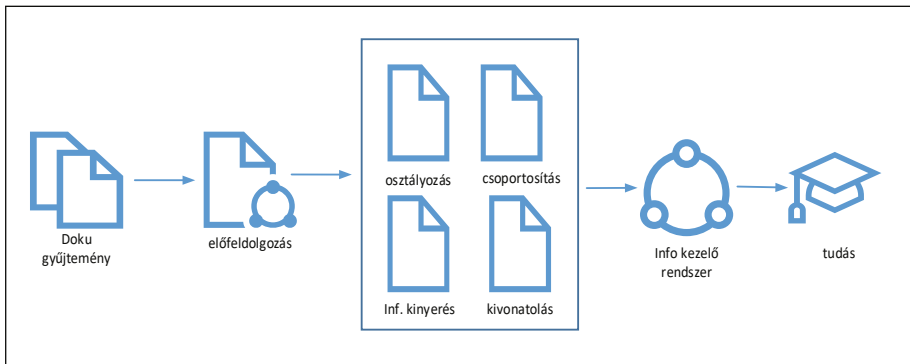 Doku
gyűjtemény
előfeldolgozás
osztályozás
csoportosítás
Inf. kinyerés
kivonatolás
Info kezelő
rendszer
tudás